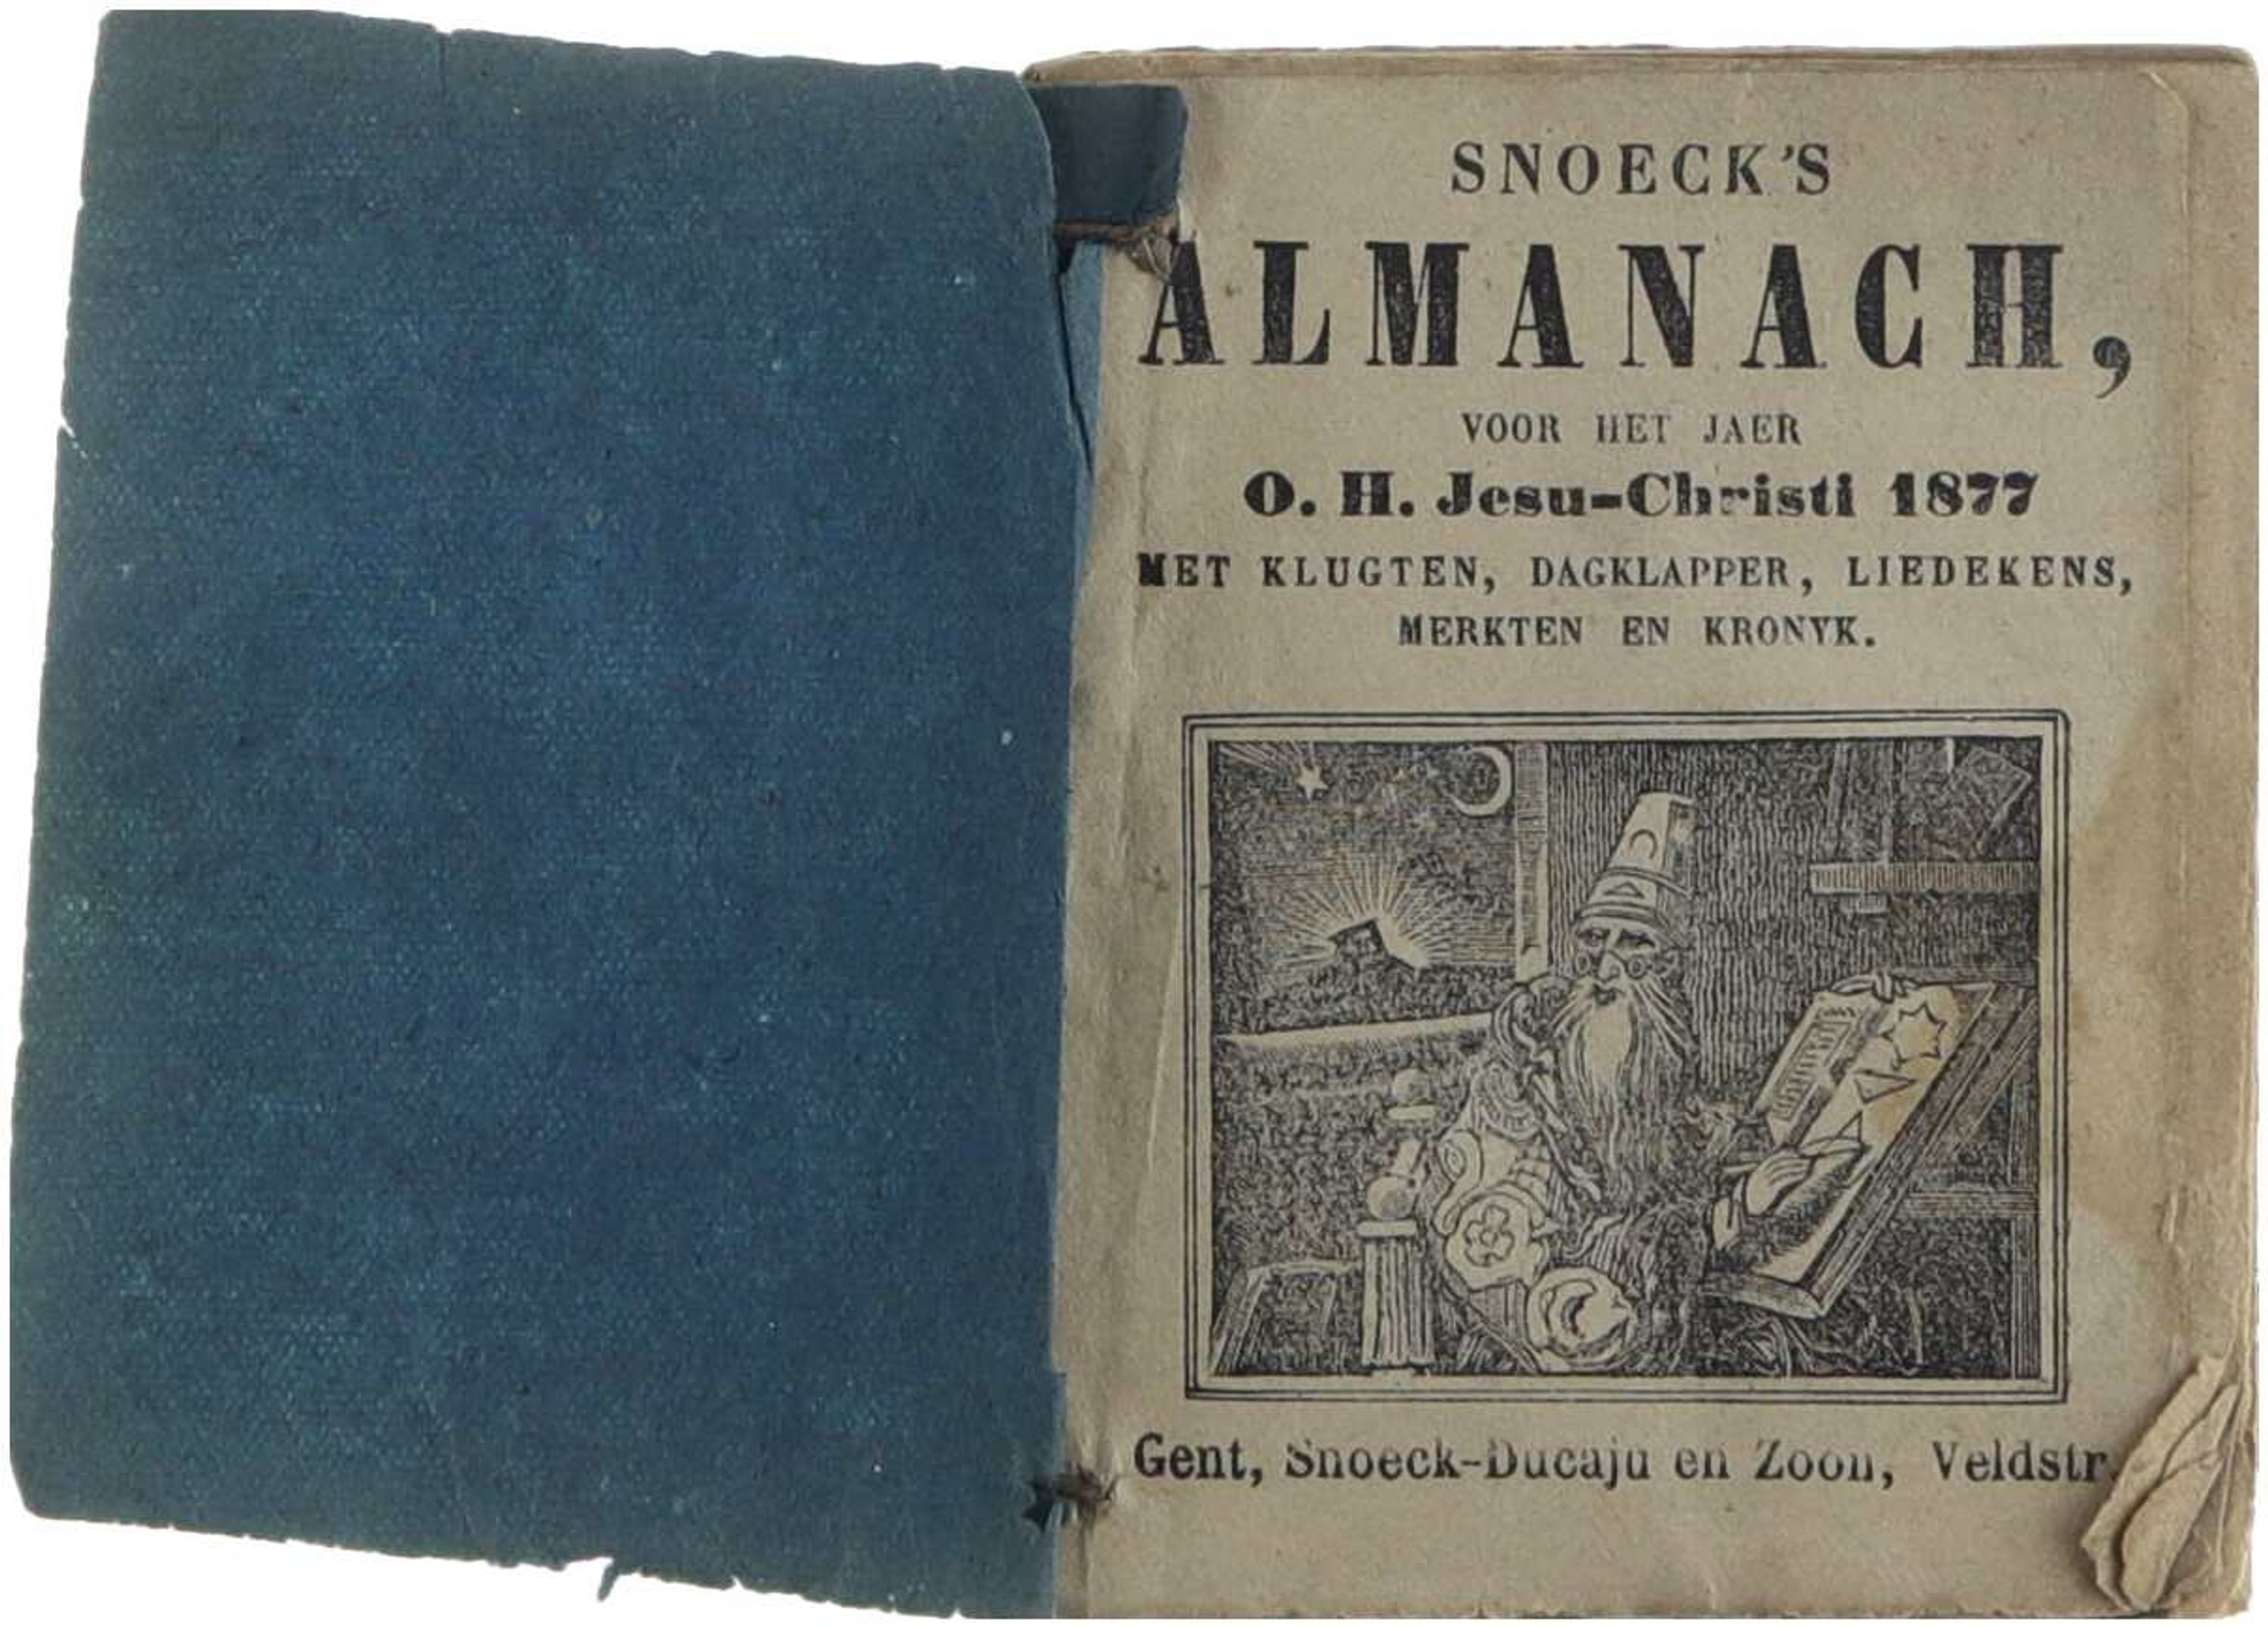 SNOECK'S
ALMANACH,
VOOR HET JAER
O. H. Jesu-Christi 1877
MET KLUGTEN, DAGKLAPPER, LIEDEKENS,
MERKTEN EN KRONYK.
Gent, Snoeck-Ducaju en Zoon, Veldstr.